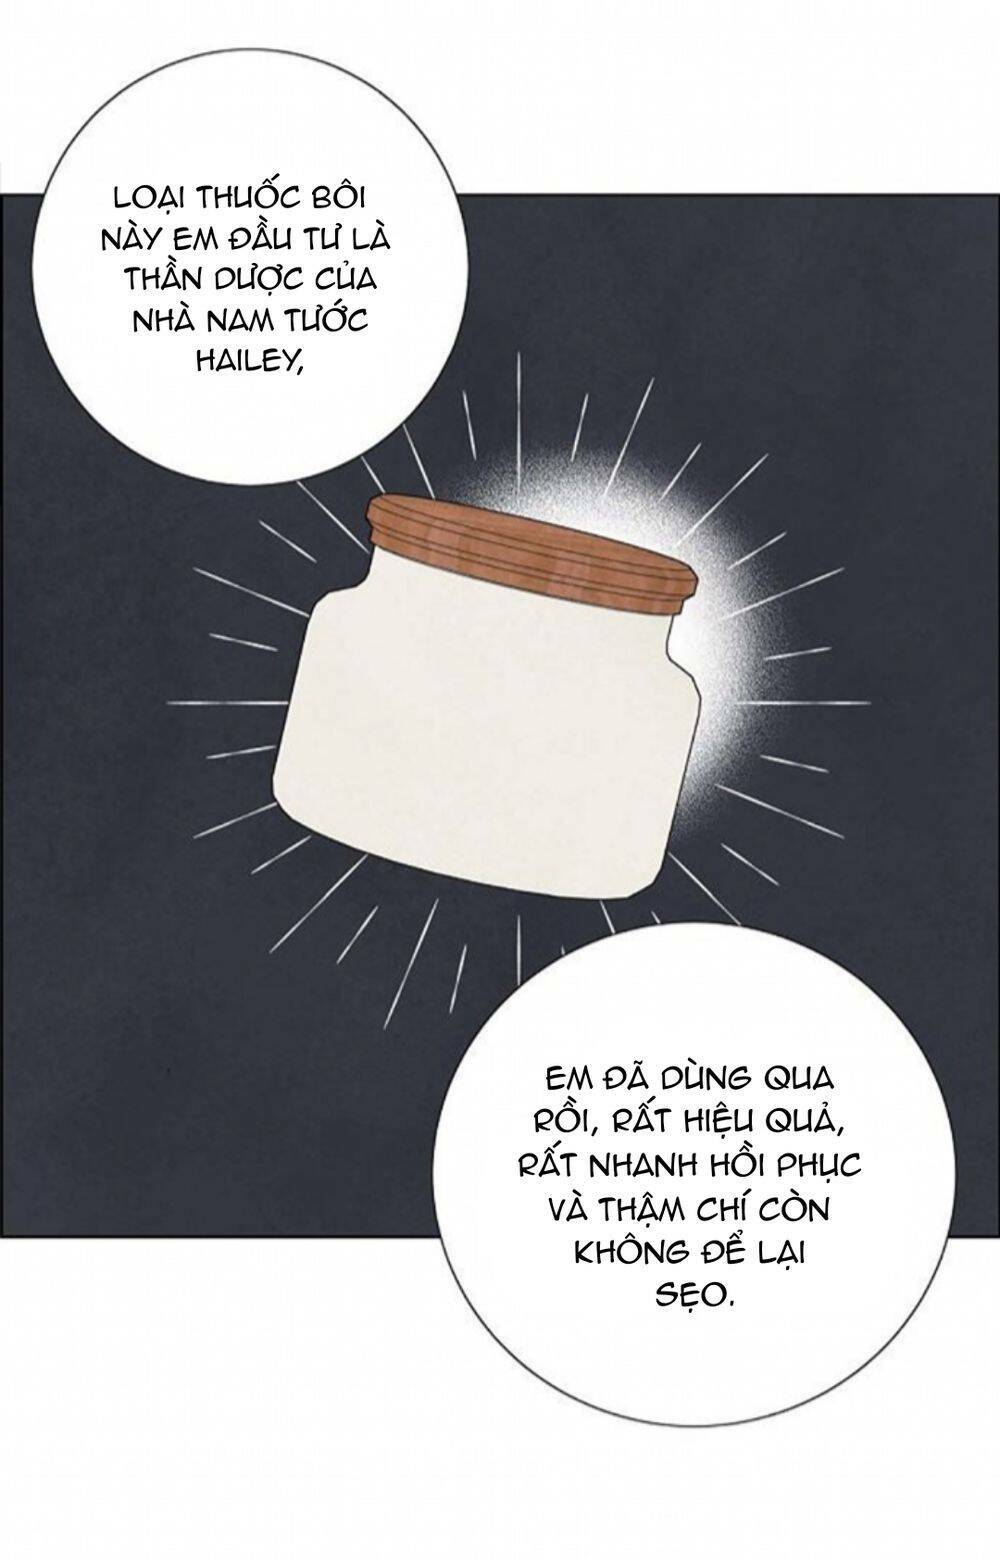 LOẠI THUỐC BÔI
NÀY EM ĐẦU TƯ LÀ
THẦN DƯỢC CỦA
NHÀ NAM TƯỚC
HAILEY,
EM ĐÃ DÙNG QUA
RỒI, RẤT HIỆU QUẢ,
RẤT NHANH HỒI PHỤC
VÀ THẬM CHÍ CÒN
KHÔNG ĐỂ LẠI
SẸO.